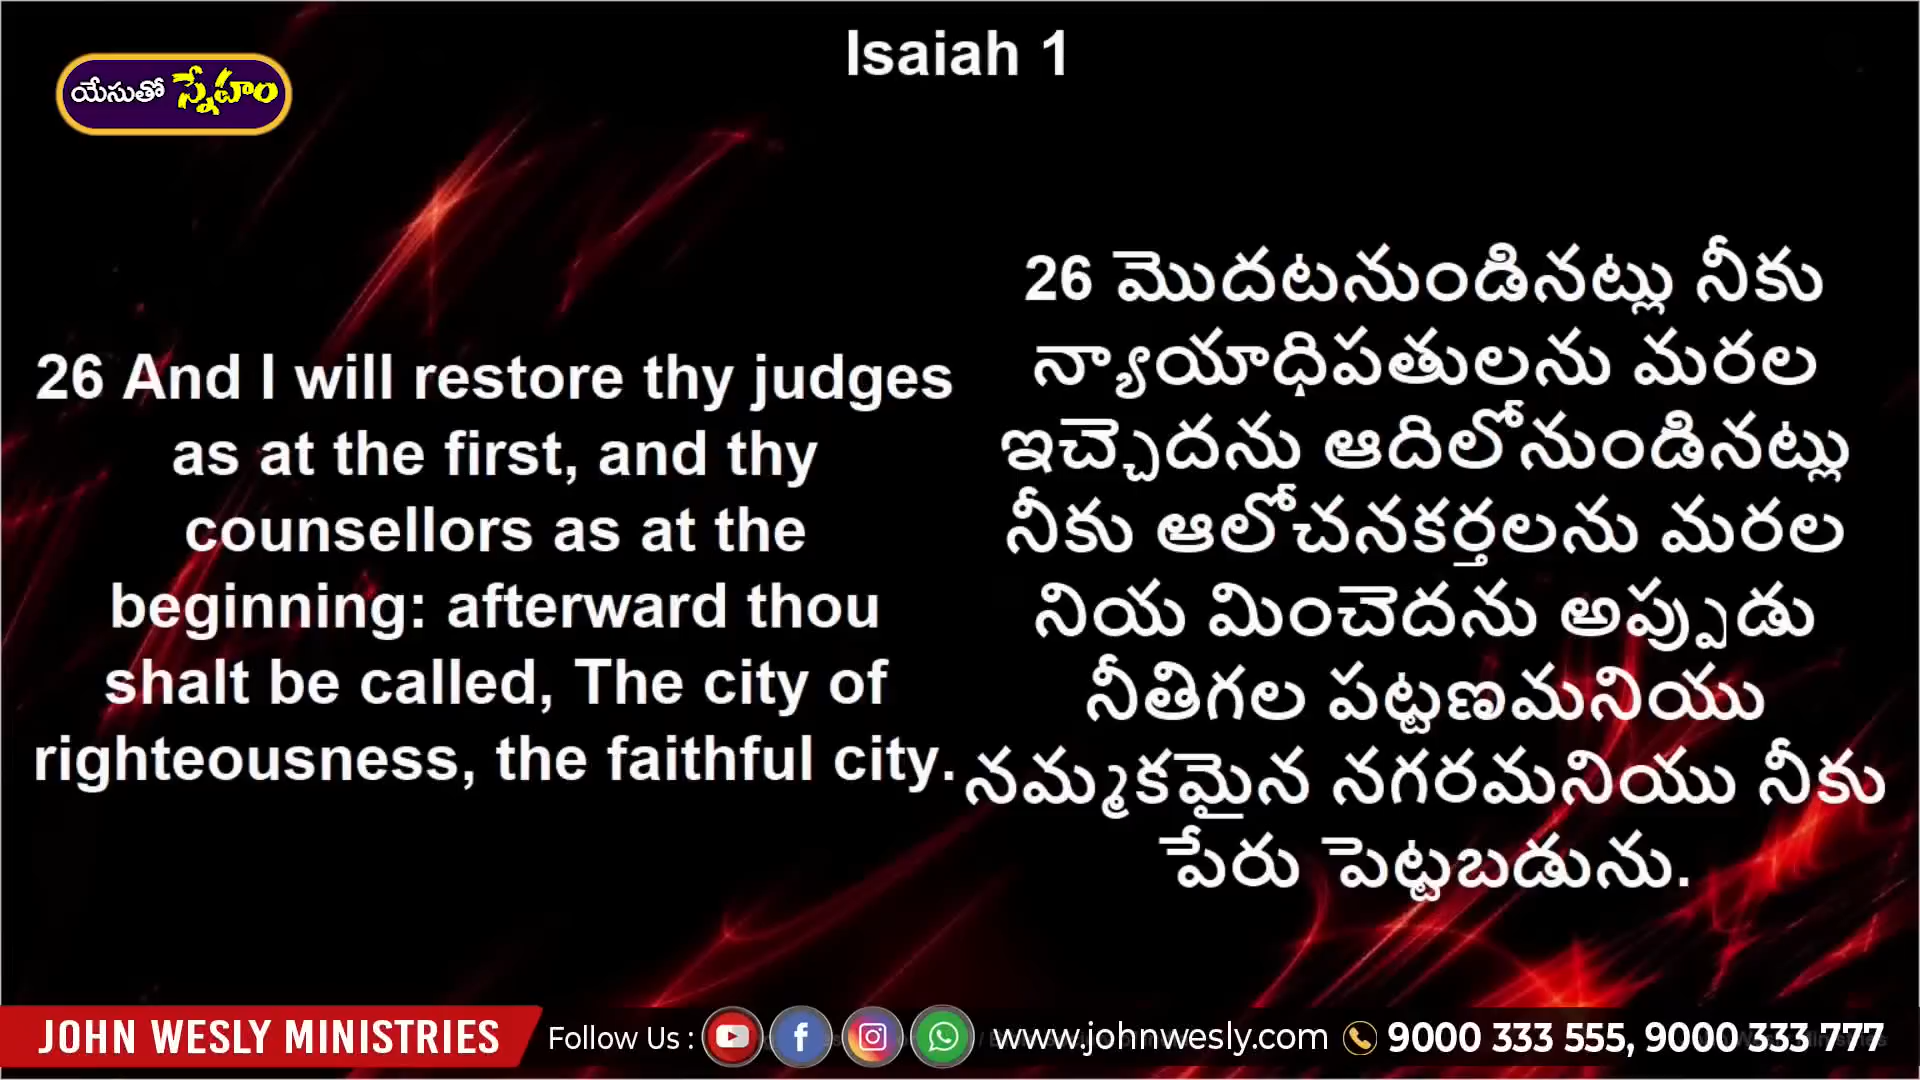 Isaiah 1
యేసుతో స్నేహం
26 And I will restore thy judges
as at the first, and thy
counsellors as at the
beginning: afterward thou
shalt be called, The city of
righteousness, the faithful city.
26 మొదటనుండినట్లు నీకు
న్యాయాధిపతులను మరల
ఇచ్చెదను ఆదిలోనుండినట్లు
నీకు ఆలోచనకర్తలను మరల
నియ మించెదను అప్పుడు
నీతిగల పట్టణమనియు
నమ్మకమైన నగరమనియు నీకు
పేరు పెట్టబడును.
JOHN WESLY MINISTRIES
Follow Us : www.johnwesly.com 9000 333 555, 9000 333 777